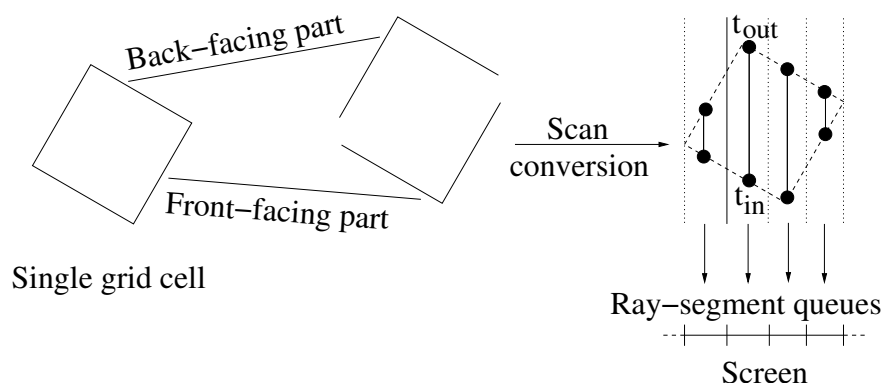 Back-facing part
Front-facing part
Single grid cell
Scan
conversion
t_out
t_in
Ray-segment queues
Screen